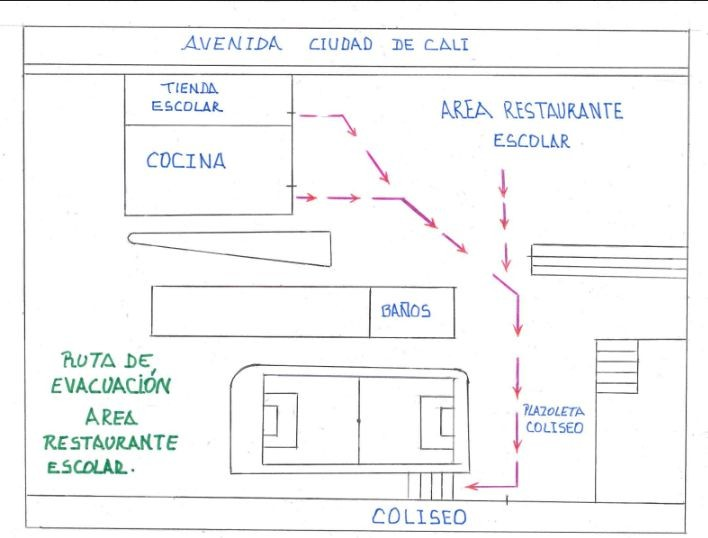 AVENIDA CIUDAD DE CALI
TIENDA
ESCOLAR
AREA RESTAURANTE
ESCOLAR
COCINA
BAÑOS
RUTA DE
EVACUACIÓN
AREA
RESTAURANTE
ESCOLAR.
PLAZOLETA
COLISEO
COLISEO